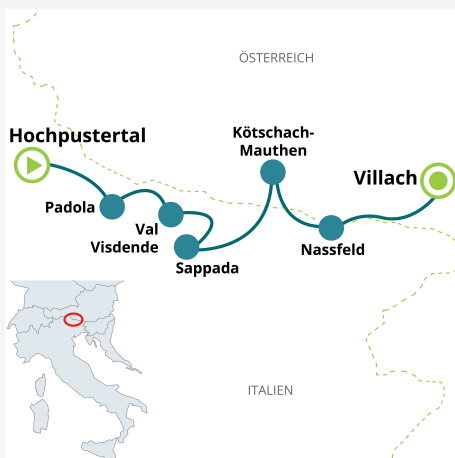 ÖSTERREICH
Hochpustertal
Kötschach-
Mauthen
Villach
Padola
Val
Visdende
Sappada
Nassfeld
ITALIEN